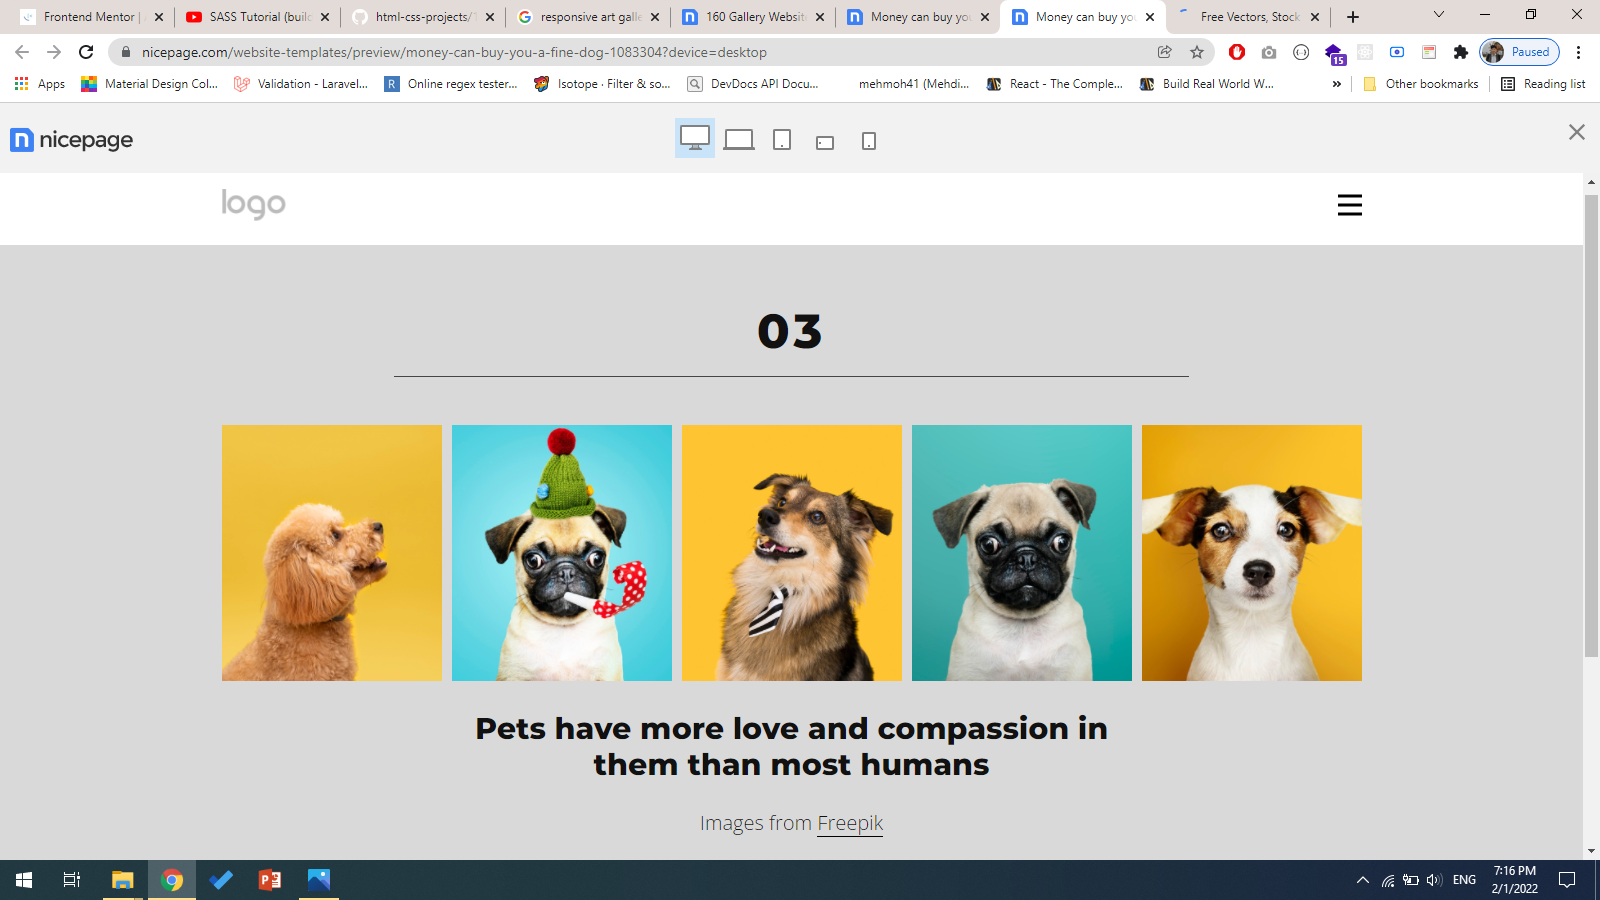 Frontend Mentor |
SASS Tutorial (buil
html-css-projects/
responsive art gall
160 Gallery Websit
Money can buy yo
Money can buy yo
Free Vectors, Stock
nicepage.com/website-templates/preview/money-can-buy-you-a-fine-dog-1083304?device=desktop
15
Paused
Apps
Material Design Col...
Validation - Laravel...
R
Online regex tester...
Isotope · Filter & so...
DevDocs API Docu...
mehmoh41 (Mehdi...
React - The Comple...
Build Real World W...
»
Other bookmarks
Reading list
nicepage
logo
03
Pets have more love and compassion in
them than most humans
Images from Freepik
ENG
7:16 PM
2/1/2022